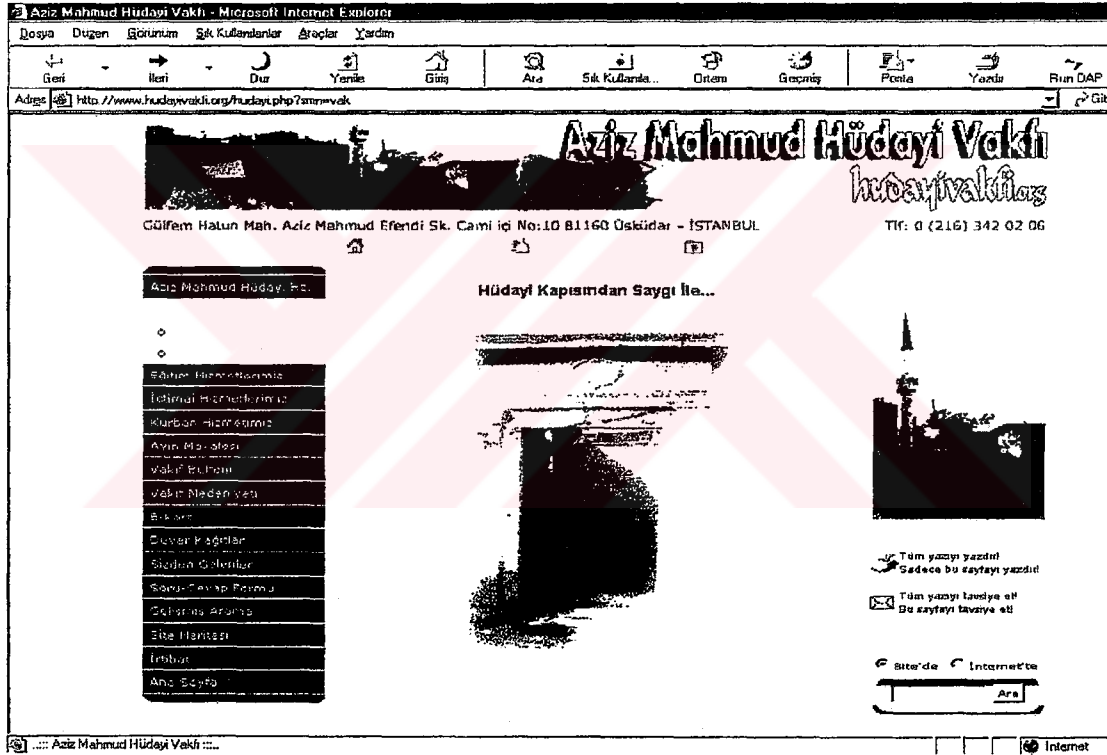 Aziz Mahmud Hüdayi Vakfı - Microsoft Internet Explorer
Dosya Düzen Görünüm Sık Kullanılanlar Araçlar Yardım
Geri İleri Dur Yenile Giriş Ara Sık Kullanıla... Ortam Geçmiş Posta Yazdır Run DAP
Adres http://www.hudayivakfi.org/hudayi.php?smn=vak Git
Aziz Mahmud Hüdayi Vakfı
hudayivakfi.org
Gülfem Hatun Mah. Aziz Mahmud Efendi Sk. Cami içi No:10 81160 Üsküdar - İSTANBUL Tlf: 0 (216) 342 02 06
Aziz Mahmud Hüdayi Hz.
Hüdayi Kapısından Saygı İle...
Eğitim Hizmetlerimiz
İctimai Hizmetlerimiz
Kurban Hizmetimiz
Ayın Makalesi
Vakıf Bülteni
Vakıf Medeniyeti
E-kart
Duvar Kağıtları
Sizden Gelenler
Soru-Cevap Formu
Gelişmiş Arama
Site Haritası
İrtibat
Ana Sayfa
Tüm yazıyı yazdır!
Sadece bu sayfayı yazdır!
Tüm yazıyı tavsiye et!
Bu sayfayı tavsiye et!
Site'de İnternet'te
Ara
..::: Aziz Mahmud Hüdayi Vakfı :::.. Internet